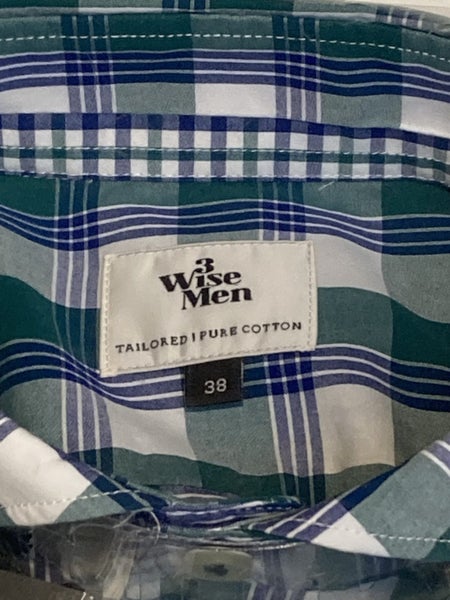 3
Wise
Men
TAILORED | PURE COTTON
38